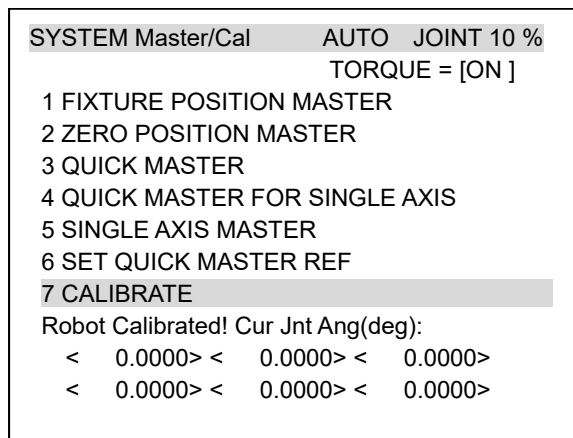 SYSTEM Master/Cal AUTO JOINT 10 %
TORQUE = [ON ]
1 FIXTURE POSITION MASTER
2 ZERO POSITION MASTER
3 QUICK MASTER
4 QUICK MASTER FOR SINGLE AXIS
5 SINGLE AXIS MASTER
6 SET QUICK MASTER REF
7 CALIBRATE
Robot Calibrated! Cur Jnt Ang(deg):
< 0.0000> < 0.0000> < 0.0000>
< 0.0000> < 0.0000> < 0.0000>